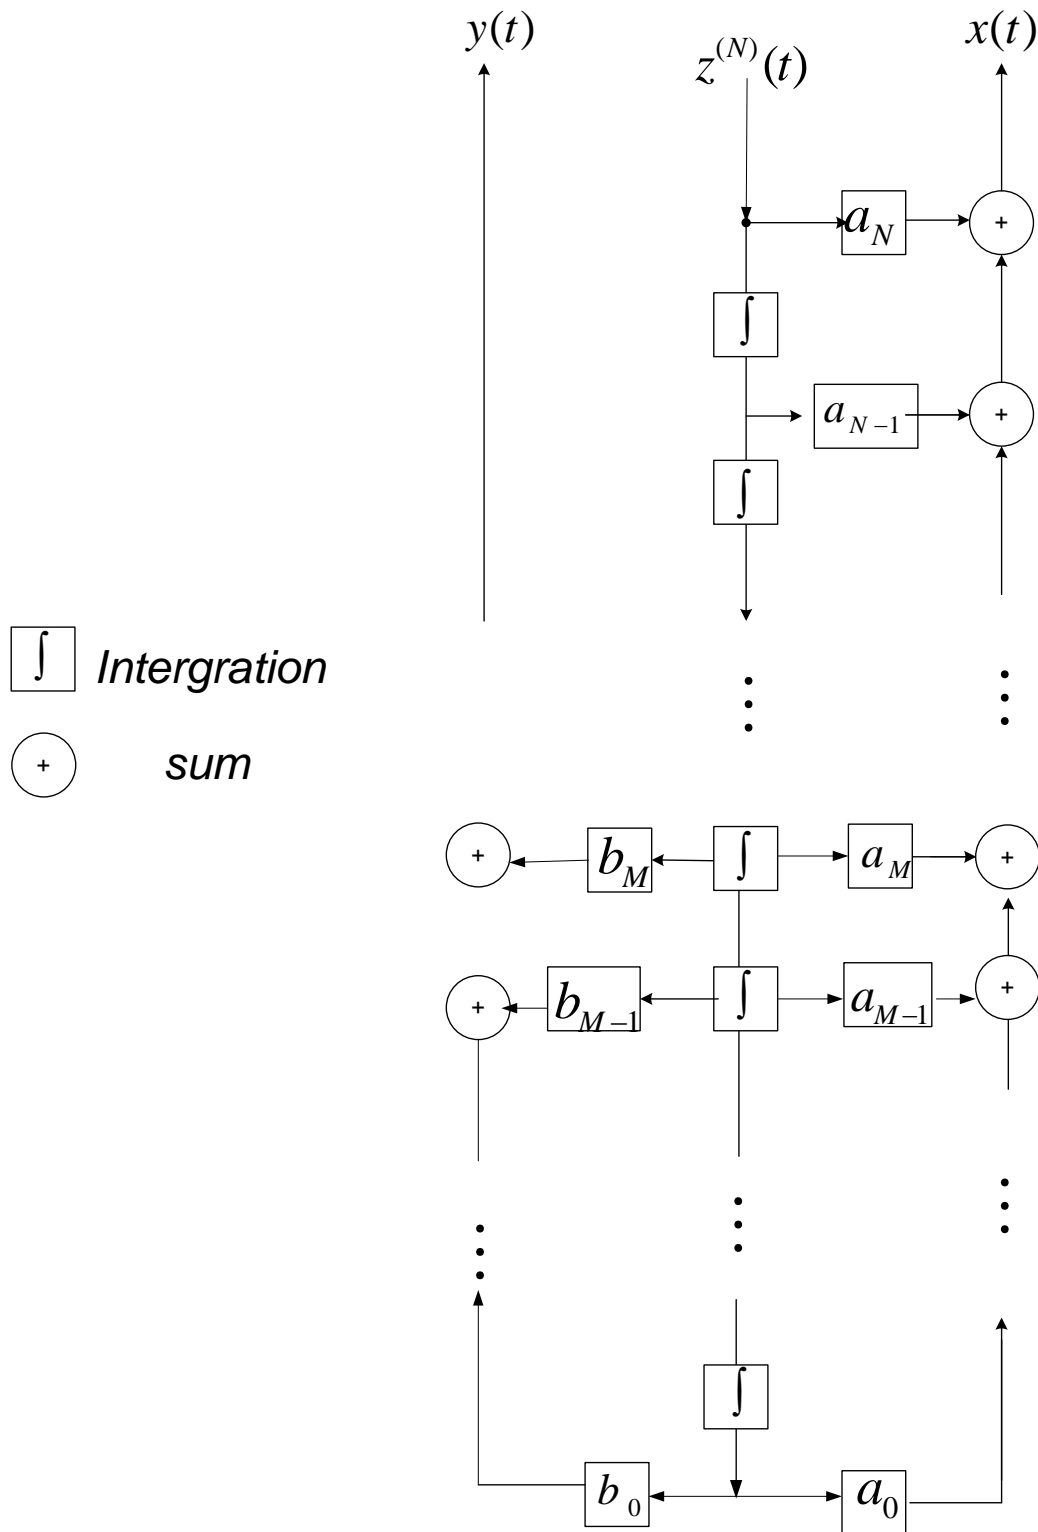 y(t)
z^(N)(t)
x(t)
a_N
+
∫
a_{N-1}
+
∫
∫ Intergration
+ sum
+
b_M
∫
a_M
+
+
b_{M-1}
∫
a_{M-1}
+
∫
b_0
a_0